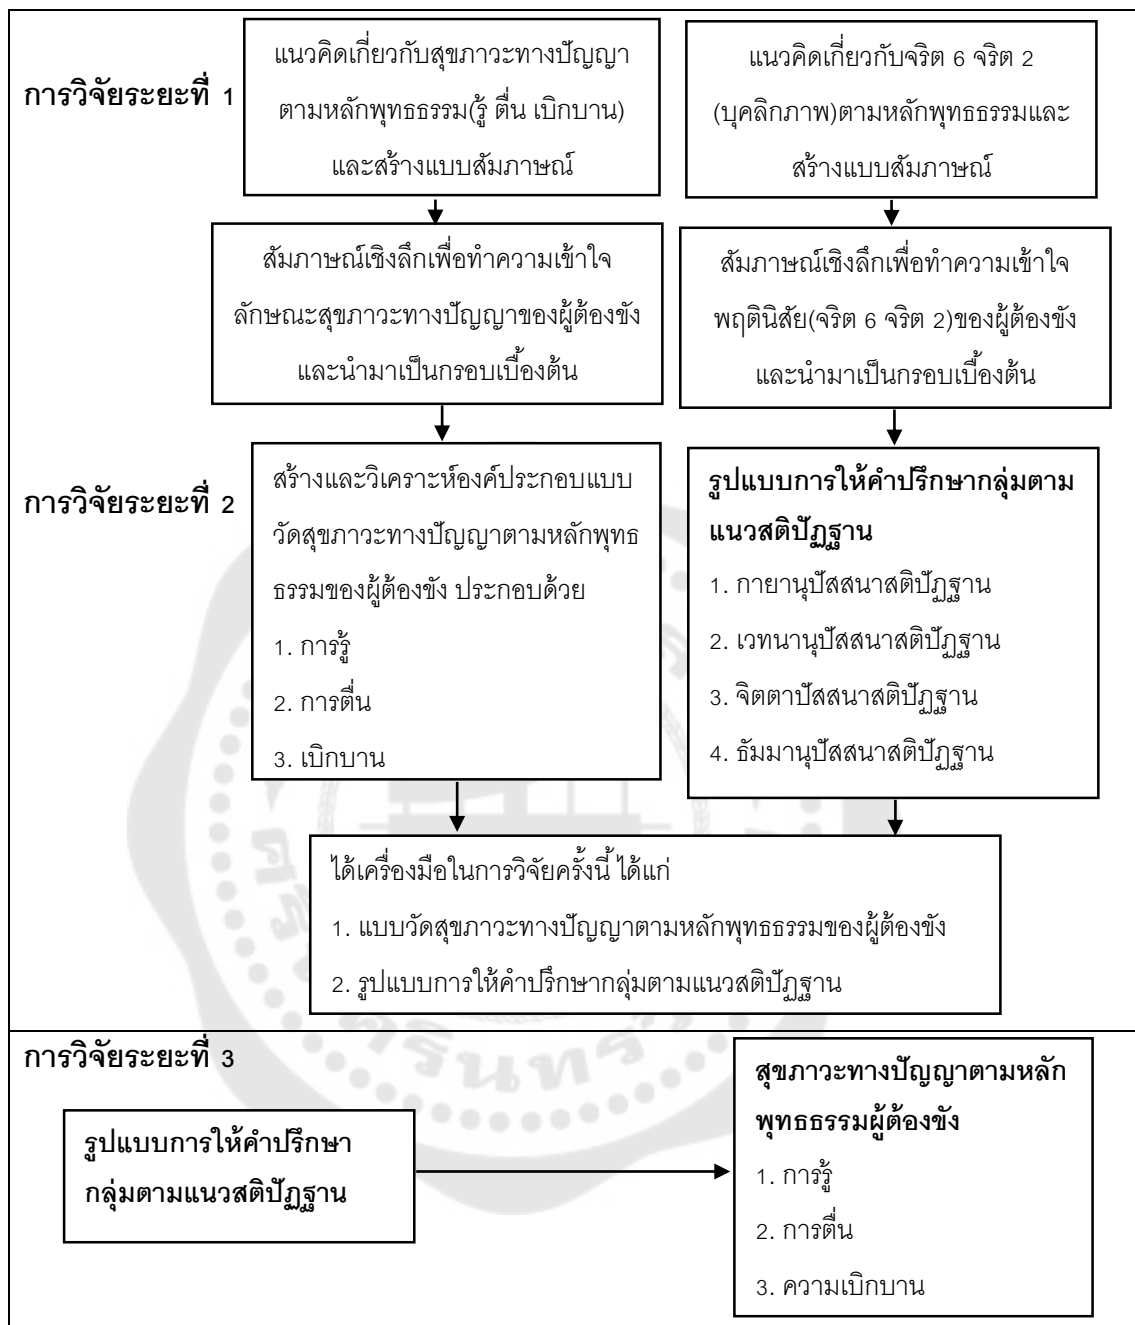 การวิจัยระยะที่ 1
แนวคิดเกี่ยวกับสุขภาวะทางปัญญา
ตามหลักพุทธธรรม(รู้ ตื่น เบิกบาน)
และสร้างแบบสัมภาษณ์
แนวคิดเกี่ยวกับจริต 6 จริต 2
(บุคลิกภาพ)ตามหลักพุทธธรรมและ
สร้างแบบสัมภาษณ์
สัมภาษณ์เชิงลึกเพื่อทำความเข้าใจ
ลักษณะสุขภาวะทางปัญญาของผู้ต้องขัง
และนำมาเป็นกรอบเบื้องต้น
สัมภาษณ์เชิงลึกเพื่อทำความเข้าใจ
พฤตินิสัย(จริต 6 จริต 2)ของผู้ต้องขัง
และนำมาเป็นกรอบเบื้องต้น
การวิจัยระยะที่ 2
สร้างและวิเคราะห์องค์ประกอบแบบ
วัดสุขภาวะทางปัญญาตามหลักพุทธ
ธรรมของผู้ต้องขัง ประกอบด้วย
1. การรู้
2. การตื่น
3. เบิกบาน
รูปแบบการให้คำปรึกษากลุ่มตาม
แนวสติปัฏฐาน
1. กายานุปัสสนาสติปัฏฐาน
2. เวทนานุปัสสนาสติปัฏฐาน
3. จิตตาปัสสนาสติปัฏฐาน
4. ธัมมานุปัสสนาสติปัฏฐาน
ได้เครื่องมือในการวิจัยครั้งนี้ ได้แก่
1. แบบวัดสุขภาวะทางปัญญาตามหลักพุทธธรรมของผู้ต้องขัง
2. รูปแบบการให้คำปรึกษากลุ่มตามแนวสติปัฏฐาน
การวิจัยระยะที่ 3
รูปแบบการให้คำปรึกษา
กลุ่มตามแนวสติปัฏฐาน
สุขภาวะทางปัญญาตามหลัก
พุทธธรรมผู้ต้องขัง
1. การรู้
2. การตื่น
3. ความเบิกบาน